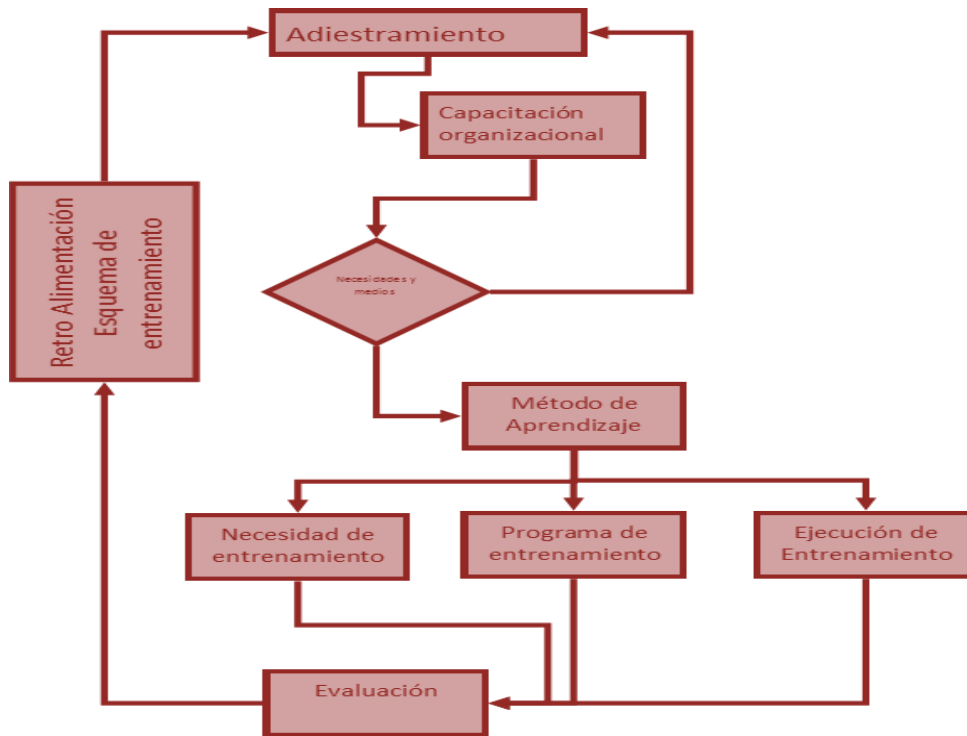 Adiestramiento
Capacitación
organizacional
Necesidades y
medios
Retro Alimentación
Esquema de
entrenamiento
Método de
Aprendizaje
Necesidad de
entrenamiento
Programa de
entrenamiento
Ejecución de
Entrenamiento
Evaluación